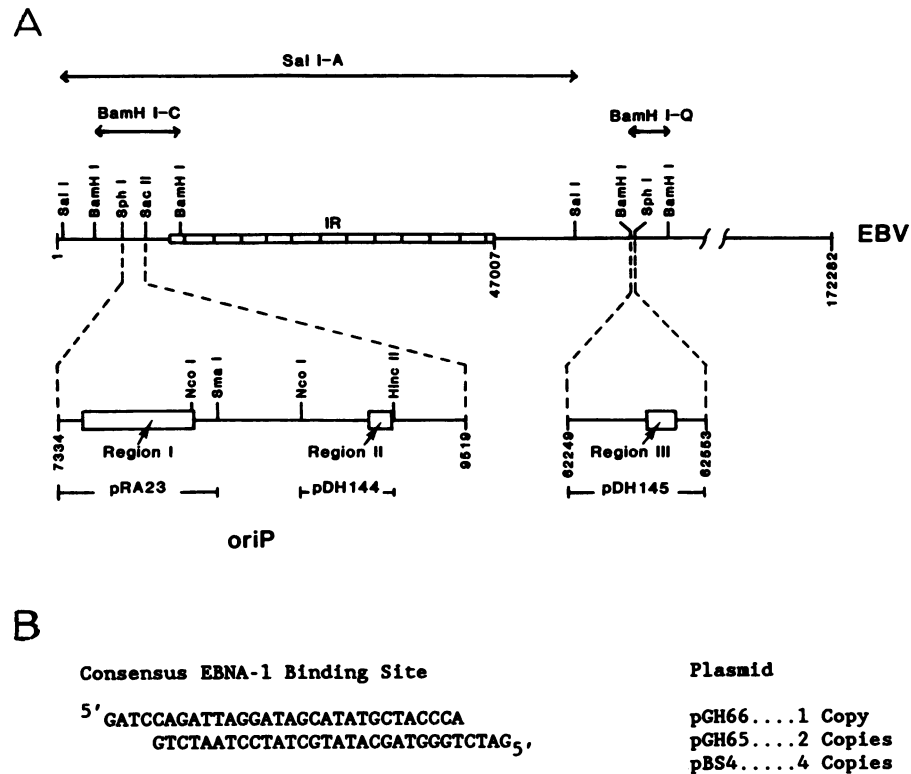 A
Sal I-A
BamH I-C
BamH I-Q
Sal I
BamH I
Sph I
Sac II
BamH I
IR
Sal I
BamH I
Sph I
BamH I
EBV
1
47007
172282
Nco I
Sma I
Nco I
Hinc II
Region I
Region II
Region III
7334
9519
62249
62553
pRA23
pDH144
pDH145
oriP
B
Consensus EBNA-1 Binding Site
Plasmid
5'GATCCAGATTAGGATAGCATATGCTACCCA
GTCTAATCCTATCGTATACGATGGGTCTAG5'
pGH66....1 Copy
pGH65....2 Copies
pBS4.....4 Copies